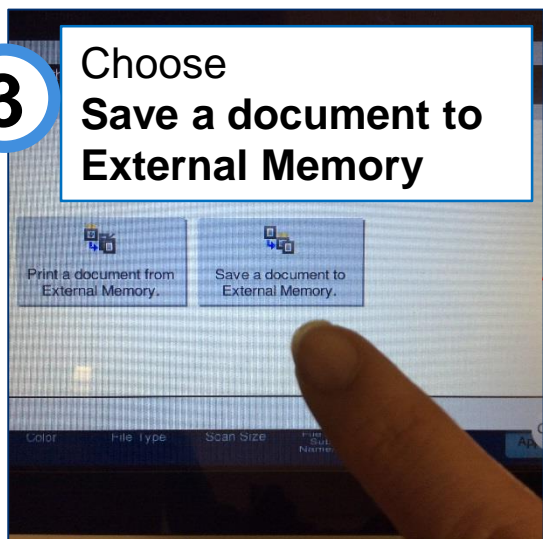 3
Choose
Save a document to
External Memory
Print a document from
External Memory.
Save a document to
External Memory.
Color
File Type
Scan Size